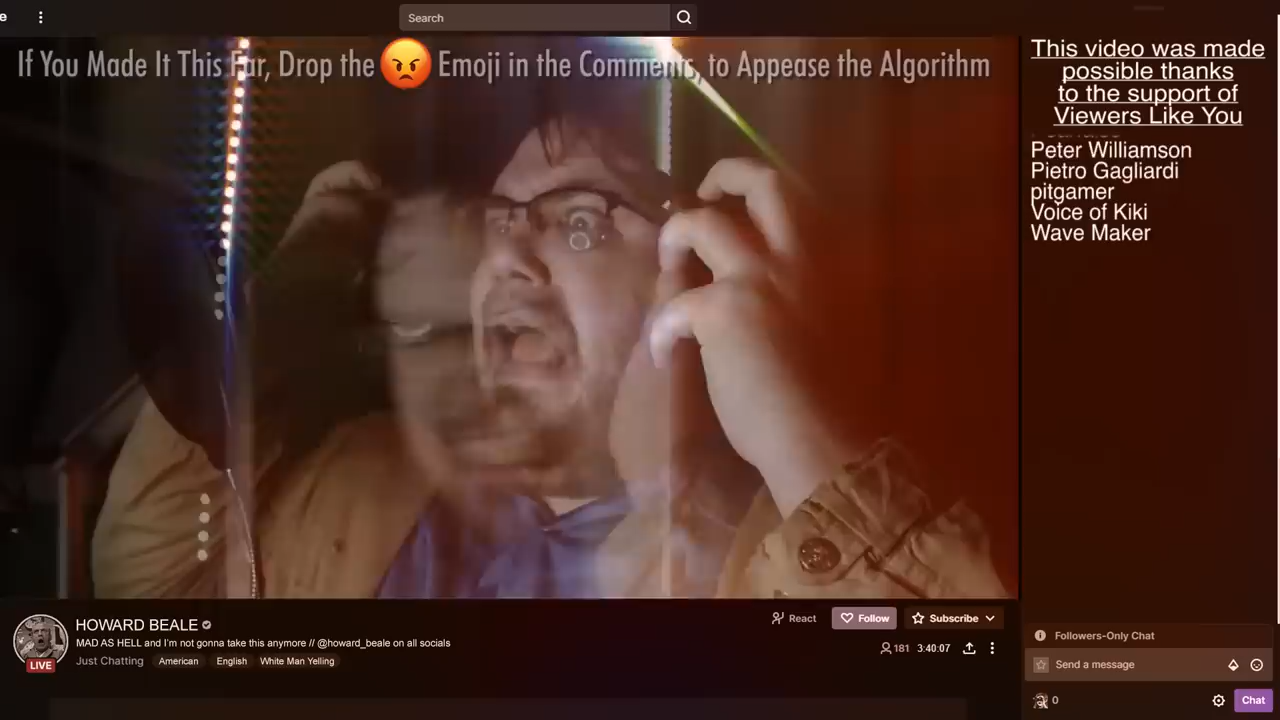 e
Search
If You Made It This Far, Drop the 😡 Emoji in the Comments, to Appease the Algorithm
This video was made
possible thanks
to the support of
Viewers Like You
Peter Williamson
Pietro Gagliardi
pitgamer
Voice of Kiki
Wave Maker
HOWARD BEALE
React
Follow
Subscribe
MAD AS HELL and I'm not gonna take this anymore // @howard_beale on all socials
181
3:40:07
Just Chatting
American
English
White Man Yelling
LIVE
Followers-Only Chat
Send a message
0
Chat